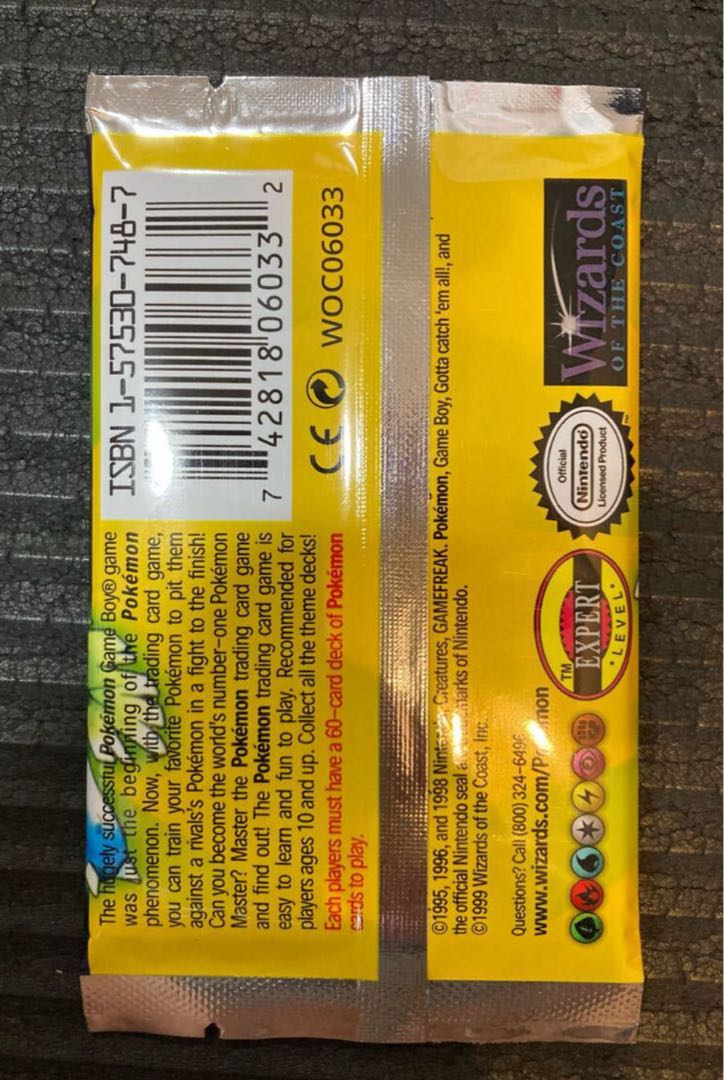 The hugely successful Pokémon Game Boy® game
was just the beginning of the Pokémon
phenomenon. Now, with the trading card game,
you can train your favorite Pokémon to pit them
against a rivals's Pokémon in a fight to the finish!
Can you become the world's number-one Pokémon
Master? Master the Pokémon trading card game
and find out! The Pokémon trading card game is
easy to learn and fun to play. Recommended for
players ages 10 and up. Collect all the theme decks!
Each players must have a 60-card deck of Pokémon
cards to play.
ISBN 1-57530-748-7
7 42818 06033 2
CE WOC06033
©1995, 1996, and 1998 Nintendo, Creatures, GAMEFREAK. Pokémon, Game Boy, Gotta catch 'em all!, and
the official Nintendo seal are marks of Nintendo.
©1999 Wizards of the Coast, Inc.
Questions? Call (800) 324-6496
www.wizards.com/Pokemon
TM
EXPERT
LEVEL
Official
Nintendo
Licensed Product
TM
Wizards
OF THE COAST